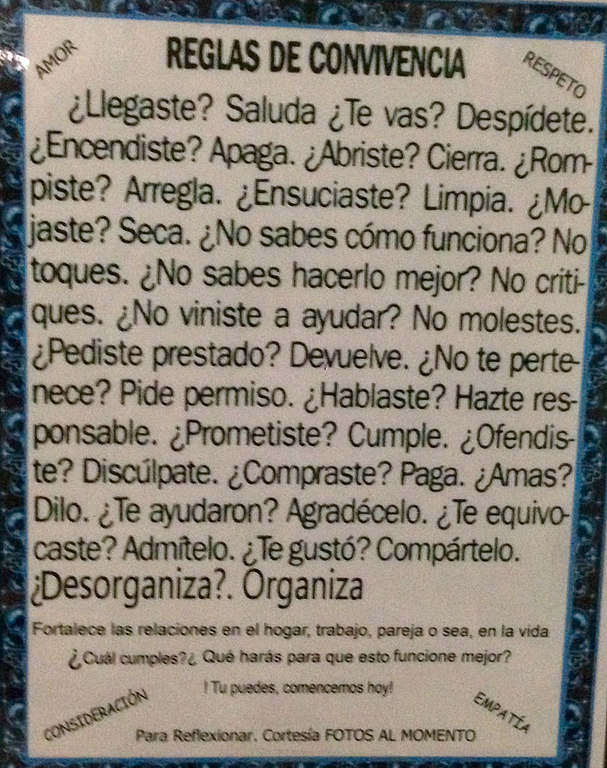 AMOR
REGLAS DE CONVIVENCIA
RESPETO
¿Llegaste? Saluda ¿Te vas? Despídete.
¿Encendiste? Apaga. ¿Abriste? Cierra. ¿Rom-
piste? Arregla. ¿Ensuciaste? Limpia. ¿Mo-
jaste? Seca. ¿No sabes cómo funciona? No
toques. ¿No sabes hacerlo mejor? No criti-
ques. ¿No viniste a ayudar? No molestes.
¿Pediste prestado? Devuelve. ¿No te perte-
nece? Pide permiso. ¿Hablaste? Hazte res-
ponsable. ¿Prometiste? Cumple. ¿Ofendis-
te? Discúlpate. ¿Compraste? Paga. ¿Amas?
Dilo. ¿Te ayudaron? Agradécelo. ¿Te equivo-
caste? Admítelo. ¿Te gustó? Compártelo.
¿Desorganiza?. Organiza
Fortalece las relaciones en el hogar, trabajo, pareja o sea, en la vida
¿Cuál cumples?¿ Qué harás para que esto funcione mejor?
! Tu puedes, comencemos hoy!
CONSIDERACIÓN
EMPATÍA
Para Reflexionar. Cortesía FOTOS AL MOMENTO